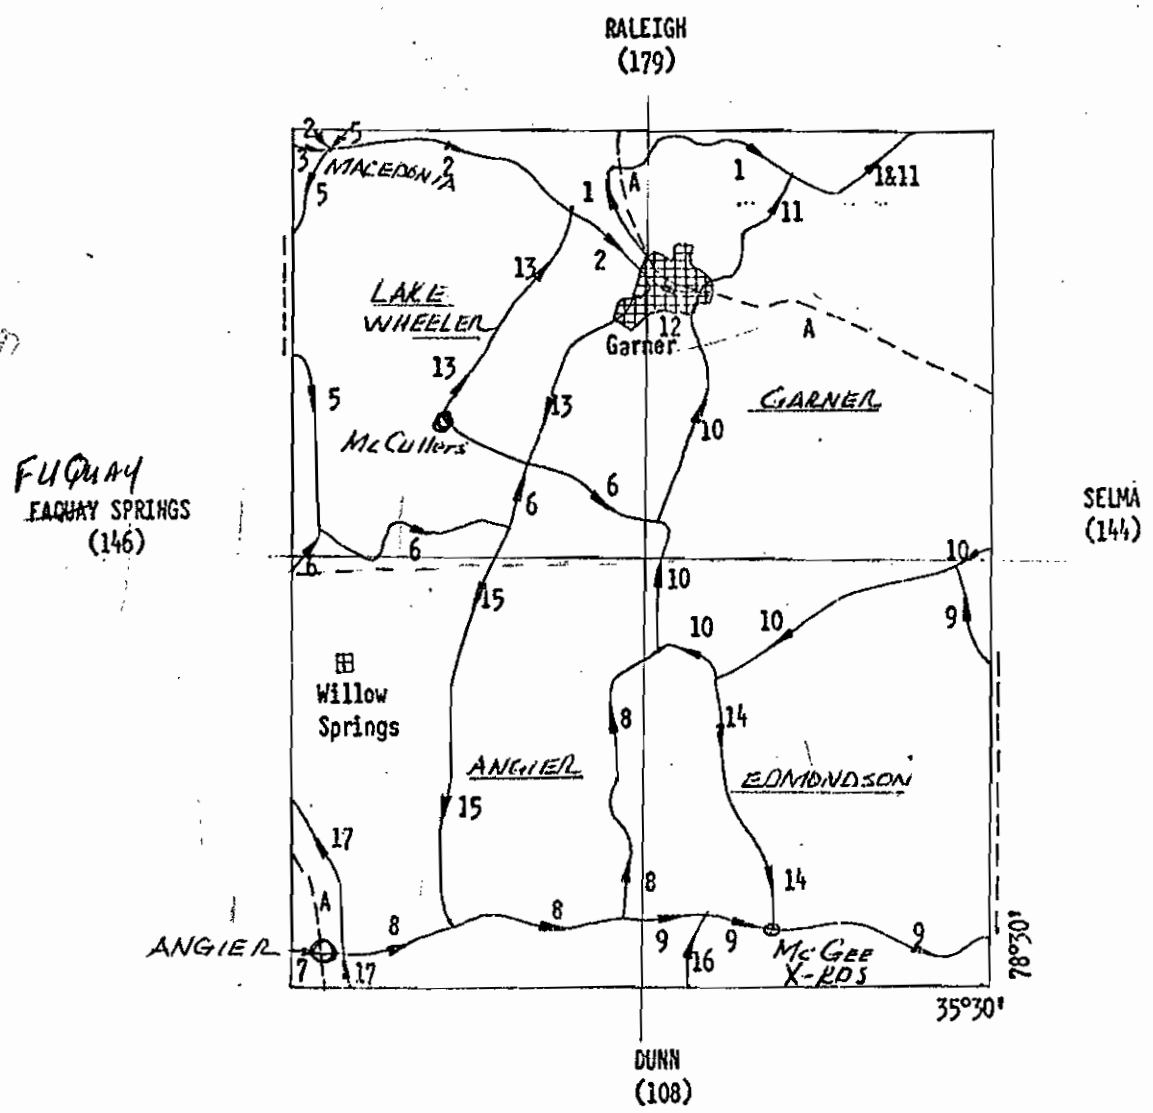 RALEIGH
(179)
2 5
3
MACEDONIA
2
5
1
A
1
1&11
11
2
13
LAKE
WHEELER
12
Garner
A
13
5
13
GARNER
McCullers
10
FUQUAY
FAQUAY SPRINGS
(146)
6
6
SELMA
(144)
6
6
10
10
15
9
10
10
Willow
Springs
8
14
ANGIER
EDMONDSON
15
17
14
8
A
8
8
9
9
9
ANGIER
7
17
16
McGEE
X-RDS
78°30'
35°30'
DUNN
(108)